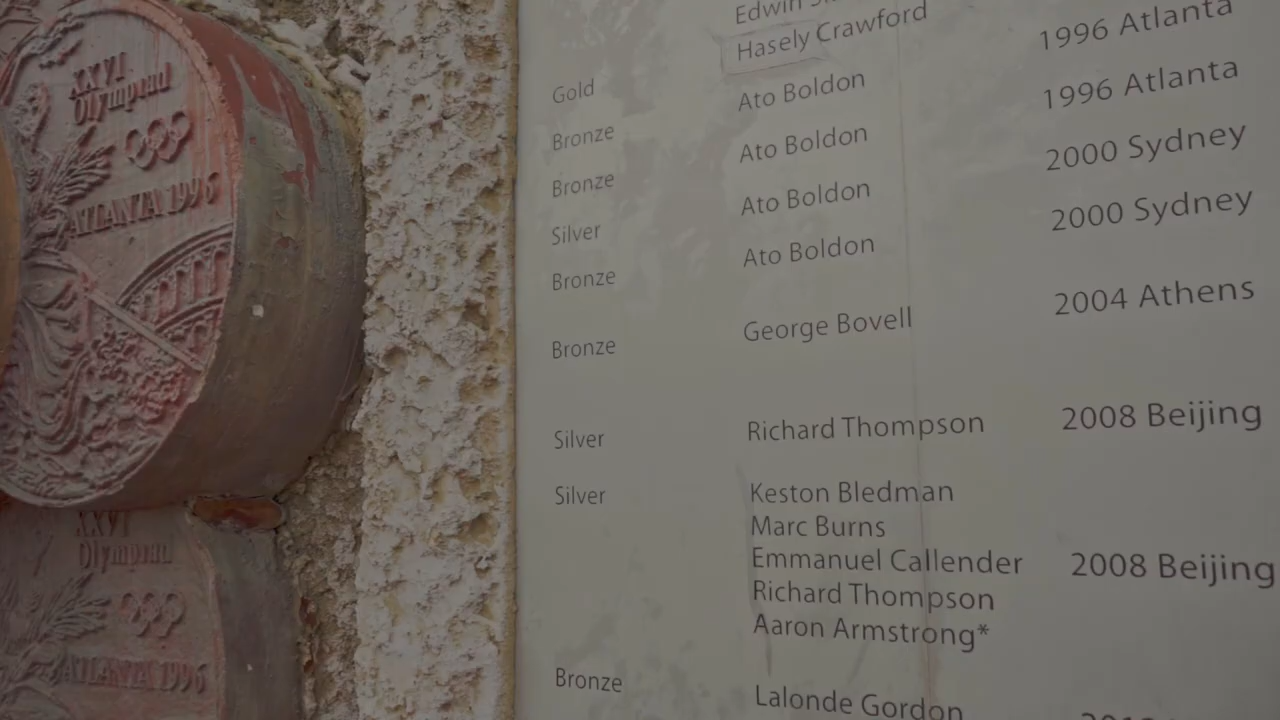 XXVI
Olympiad
ATLANTA 1996
XXVI
Olympiad
ATLANTA 1996
Edwin
Hasely Crawford
Gold Ato Boldon 1996 Atlanta
Bronze Ato Boldon 1996 Atlanta
Bronze Ato Boldon 2000 Sydney
Silver Ato Boldon 2000 Sydney
Bronze
Bronze George Bovell 2004 Athens
Silver Richard Thompson 2008 Beijing
Silver Keston Bledman
Marc Burns
Emmanuel Callender 2008 Beijing
Richard Thompson
Aaron Armstrong*
Bronze Lalonde Gordon